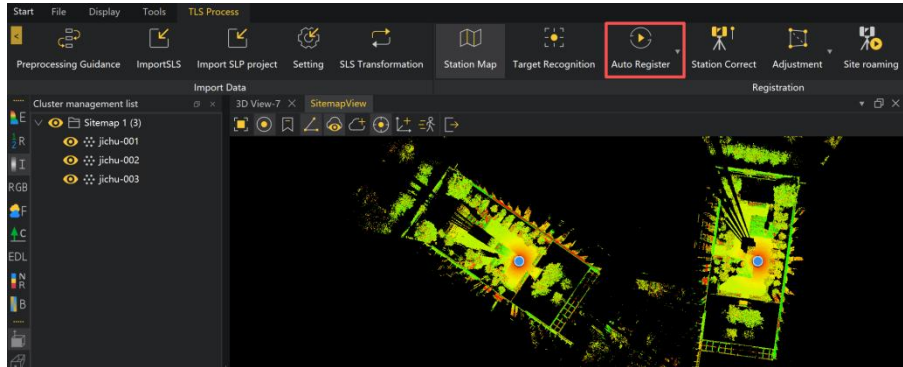 Start File Display Tools TLS Process
<
Preprocessing Guidance ImportSLS Import SLP project Setting SLS Transformation Station Map Target Recognition Auto Register Station Correct Adjustment Site roaming
Import Data Registration
Cluster management list 3D View-7 SitemapView
E
Sitemap 1 (3)
R
jichu-001
I
jichu-002
RGB
jichu-003
F
C
EDL
N
R
B